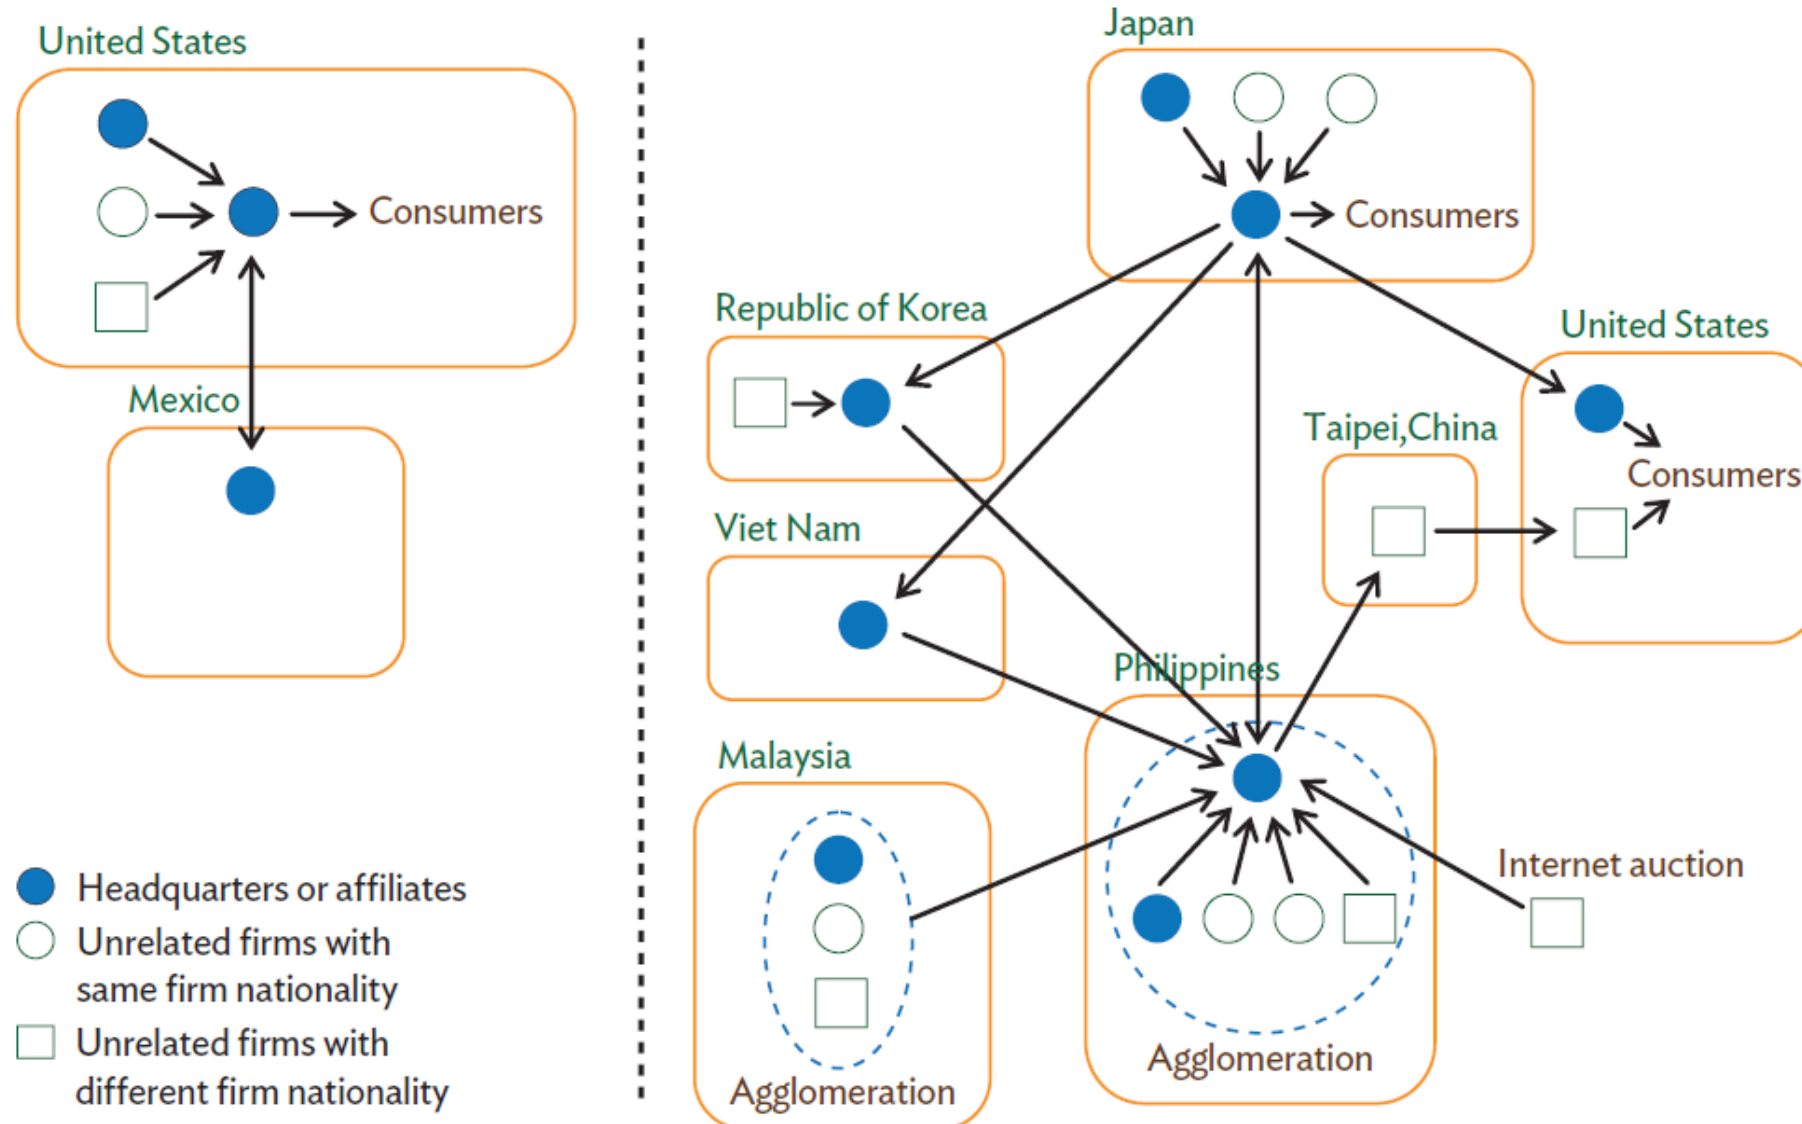 United States
Consumers
Mexico
Headquarters or affiliates
Unrelated firms with
same firm nationality
Unrelated firms with
different firm nationality
Japan
Consumers
Republic of Korea
United States
Taipei,China
Consumers
Viet Nam
Philippines
Malaysia
Internet auction
Agglomeration
Agglomeration